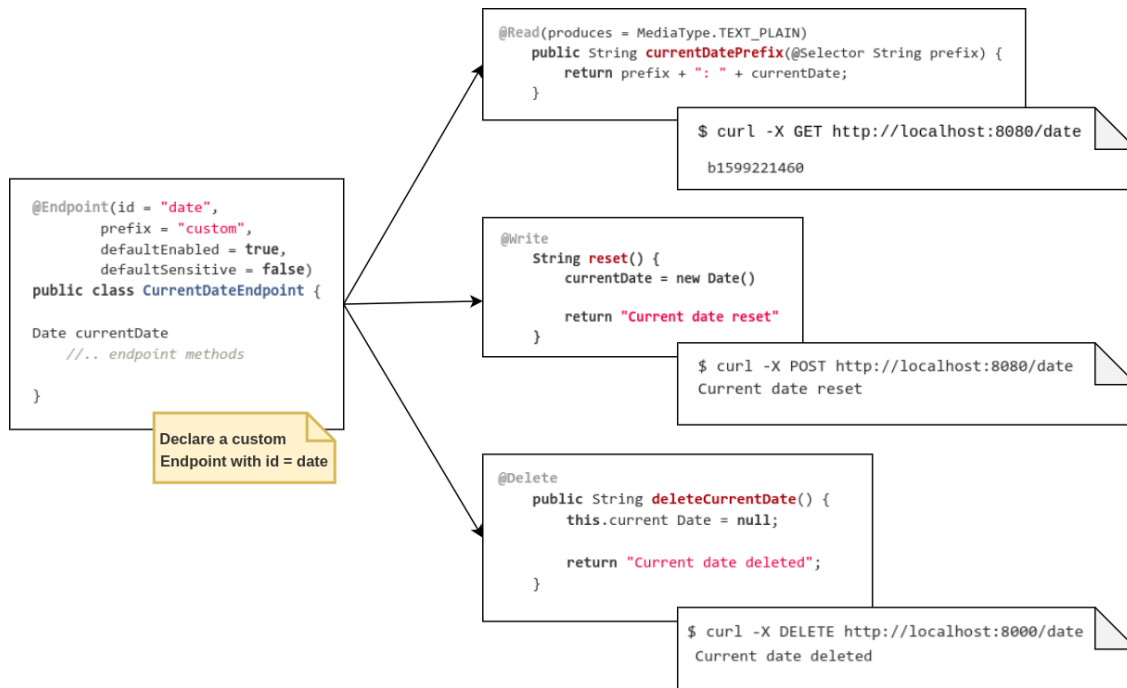 @Endpoint(id = "date",
prefix = "custom",
defaultEnabled = true,
defaultSensitive = false)
public class CurrentDateEndpoint {
Date currentDate
//.. endpoint methods
}
Declare a custom
Endpoint with id = date
@Read(produces = MediaType.TEXT_PLAIN)
public String currentDatePrefix(@Selector String prefix) {
return prefix + ": " + currentDate;
}
$ curl -X GET http://localhost:8080/date
b1599221460
@Write
String reset() {
currentDate = new Date()
return "Current date reset"
}
$ curl -X POST http://localhost:8080/date
Current date reset
@Delete
public String deleteCurrentDate() {
this.current Date = null;
return "Current date deleted";
}
$ curl -X DELETE http://localhost:8000/date
Current date deleted